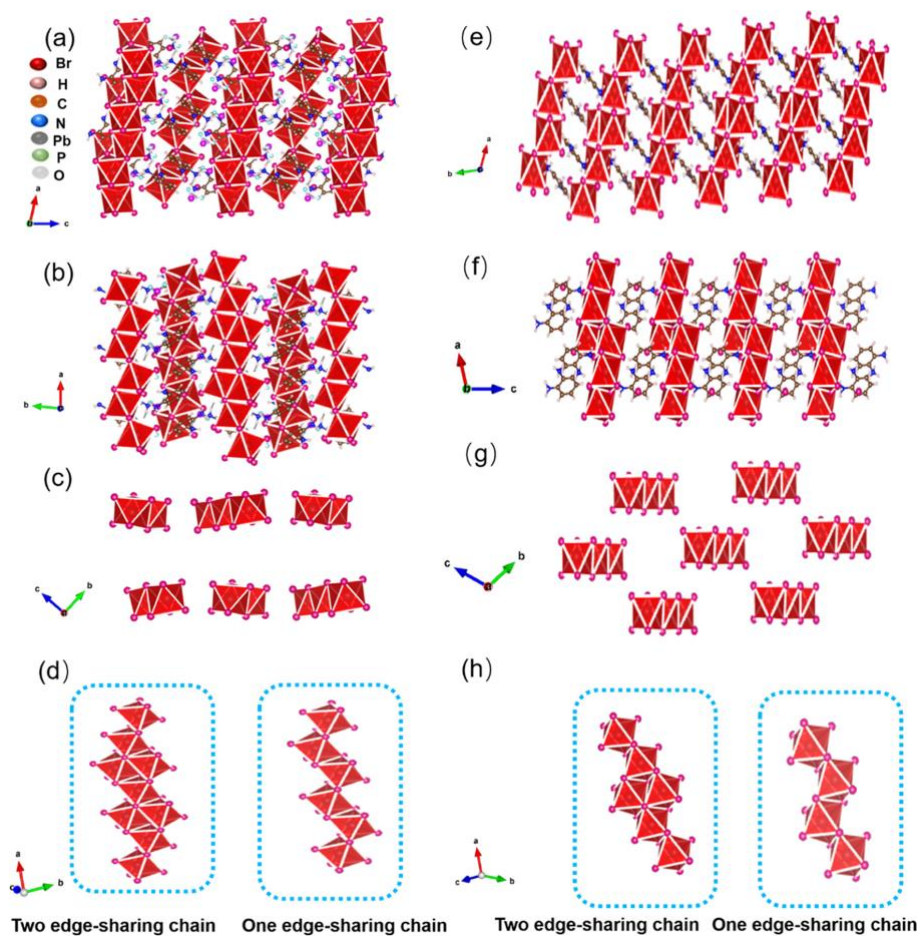 (a)
Br
H
C
N
Pb
P
O
a
c
(b)
a
b
(c)
c
b
(d)
a
c
b
Two edge-sharing chain
One edge-sharing chain
(e)
a
b
(f)
a
c
(g)
c
b
(h)
a
c
b
Two edge-sharing chain
One edge-sharing chain